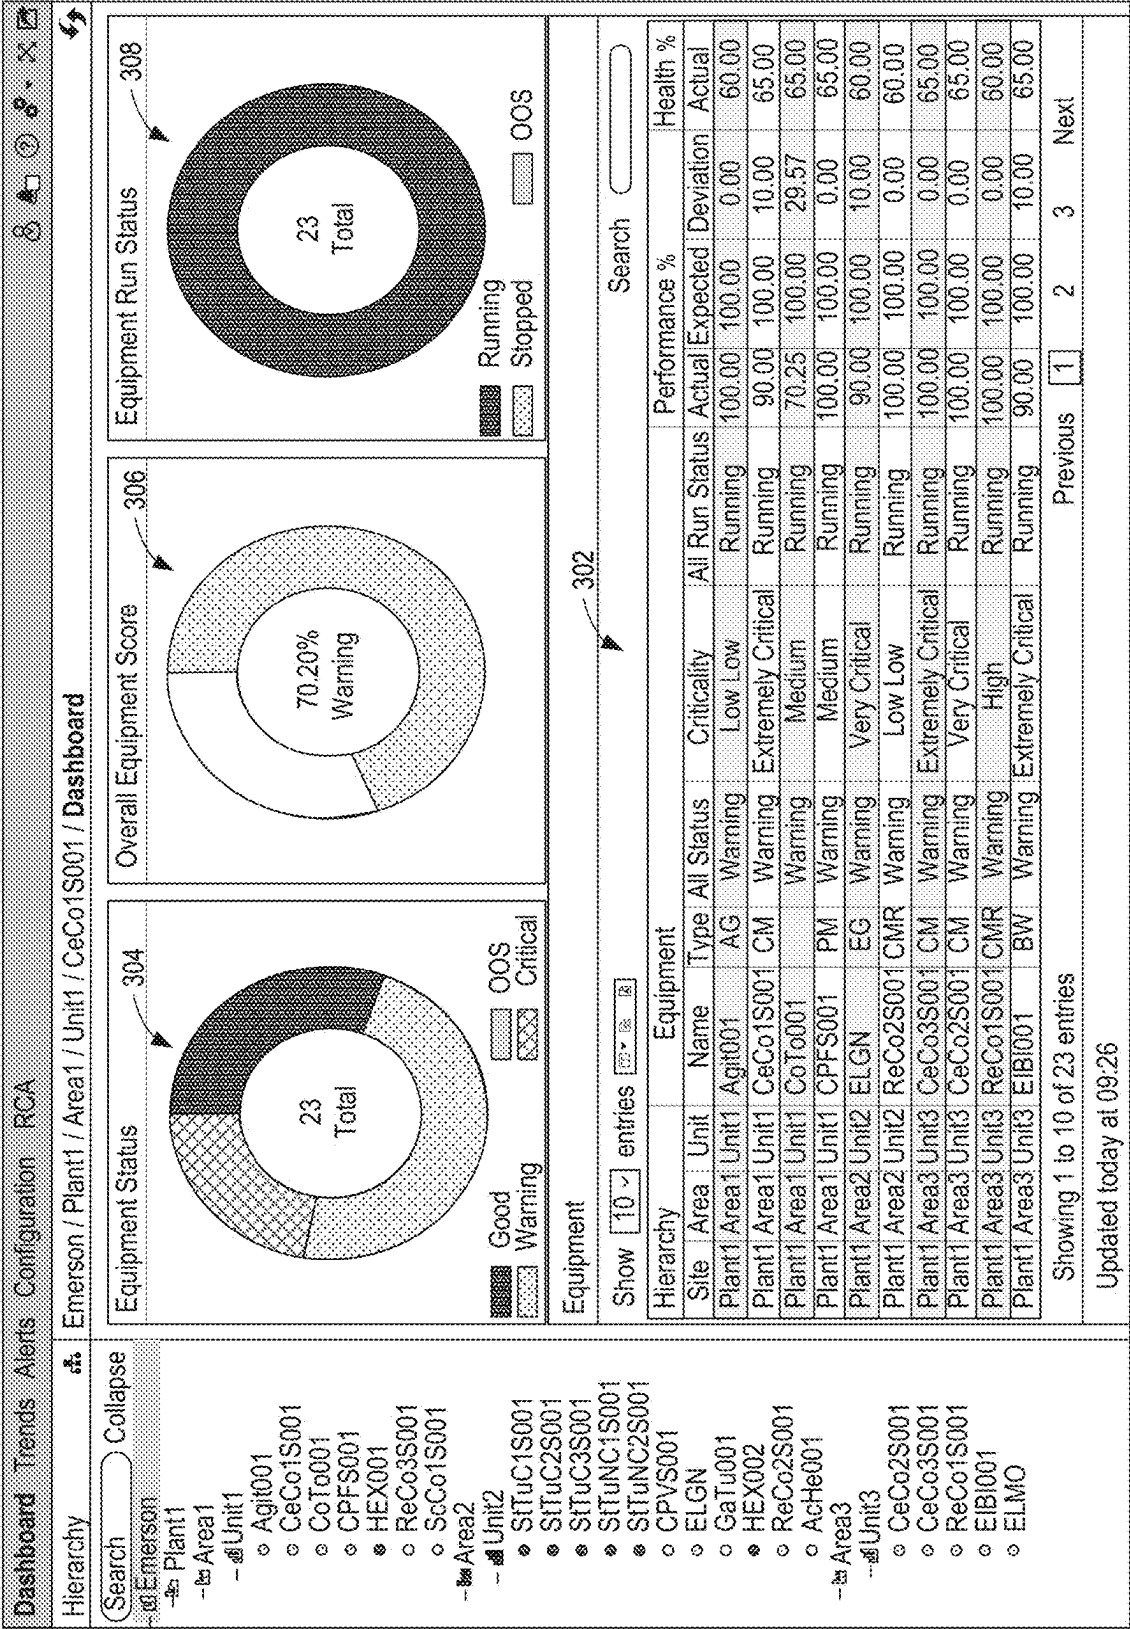 Dashboard Trends Alerts Configuration RCA
Hierarchy
Emerson / Plant1 / Area1 / Unit1 / CeCo1S001 / Dashboard
Search Collapse
Emerson
Plant1
Area1
Unit1
Agit001
CeCo1S001
CoTo001
CPFS001
HEX001
ReCo3S001
ScCo1S001
Area2
Unit2
StTuC1S001
StTuC2S001
StTuC3S001
StTuNC1S001
StTuNC2S001
CPVS001
ELGN
GaTu001
HEX002
ReCo2S001
AcHe001
Area3
Unit3
CeCo2S001
CeCo3S001
ReCo1S001
EIBI001
ELMO
Equipment Status
304
23
Total
Good OOS
Warning Critical
Overall Equipment Score
306
70.20%
Warning
Equipment Run Status
308
23
Total
Running
Stopped OOS
Equipment
302
Show 10 entries
Search
Hierarchy Equipment Performance % Health %
Site Area Unit Name Type All Status Criticality All Run Status Actual Expected Deviation Actual
Plant1 Area1 Unit1 Agit001 AG Warning Low Low Running 100.00 100.00 0.00 60.00
Plant1 Area1 Unit1 CeCo1S001 CM Warning Extremely Critical Running 90.00 100.00 10.00 65.00
Plant1 Area1 Unit1 CoTo001 Warning Medium Running 70.25 100.00 29.57 65.00
Plant1 Area1 Unit1 CPFS001 PM Warning Medium Running 100.00 100.00 0.00 65.00
Plant1 Area2 Unit2 ELGN EG Warning Very Critical Running 90.00 100.00 10.00 60.00
Plant1 Area2 Unit2 ReCo2S001 CMR Warning Low Low Running 100.00 100.00 0.00 60.00
Plant1 Area3 Unit3 CeCo3S001 CM Warning Extremely Critical Running 100.00 100.00 0.00 65.00
Plant1 Area3 Unit3 CeCo2S001 CM Warning Very Critical Running 100.00 100.00 0.00 65.00
Plant1 Area3 Unit3 ReCo1S001 CMR Warning High Running 100.00 100.00 0.00 60.00
Plant1 Area3 Unit3 EIBI001 BW Warning Extremely Critical Running 90.00 100.00 10.00 65.00
Showing 1 to 10 of 23 entries
Previous 1 2 3 Next
Updated today at 09:26